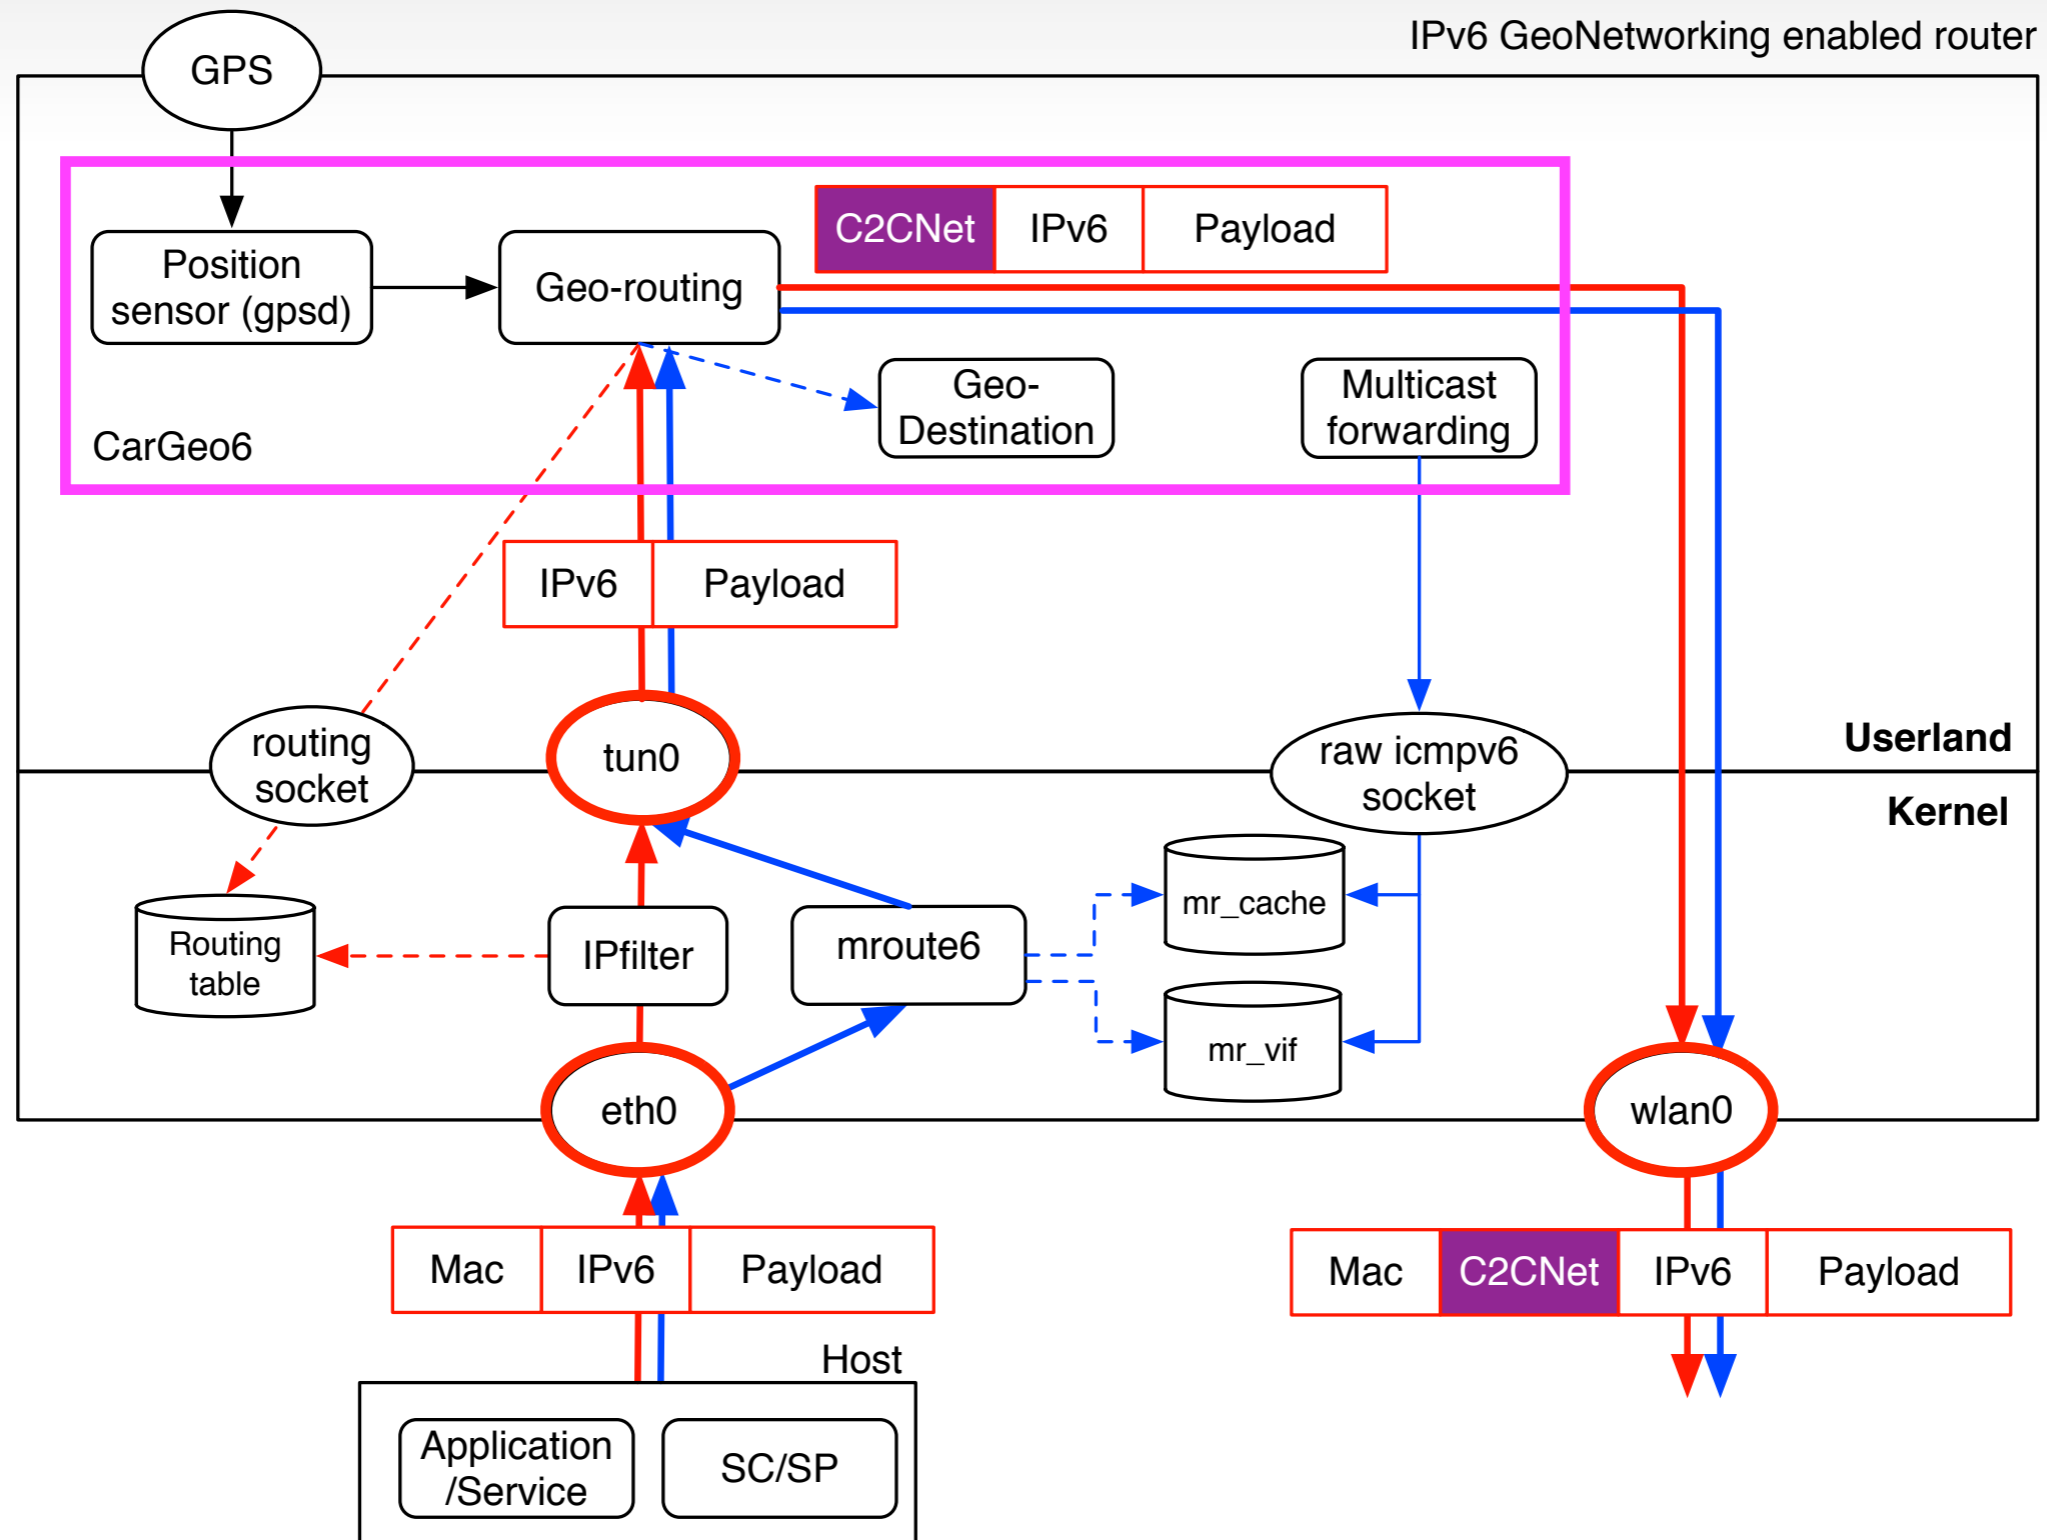 IPv6 GeoNetworking enabled router
GPS
C2CNet IPv6 Payload
Position
sensor (gpsd)
Geo-routing
Geo-
Destination
Multicast
forwarding
CarGeo6
IPv6 Payload
routing
socket
tun0
raw icmpv6
socket
Userland
Kernel
Routing
table
IPfilter
mroute6
mr_cache
mr_vif
eth0
wlan0
Mac IPv6 Payload
Mac C2CNet IPv6 Payload
Host
Application
/Service
SC/SP